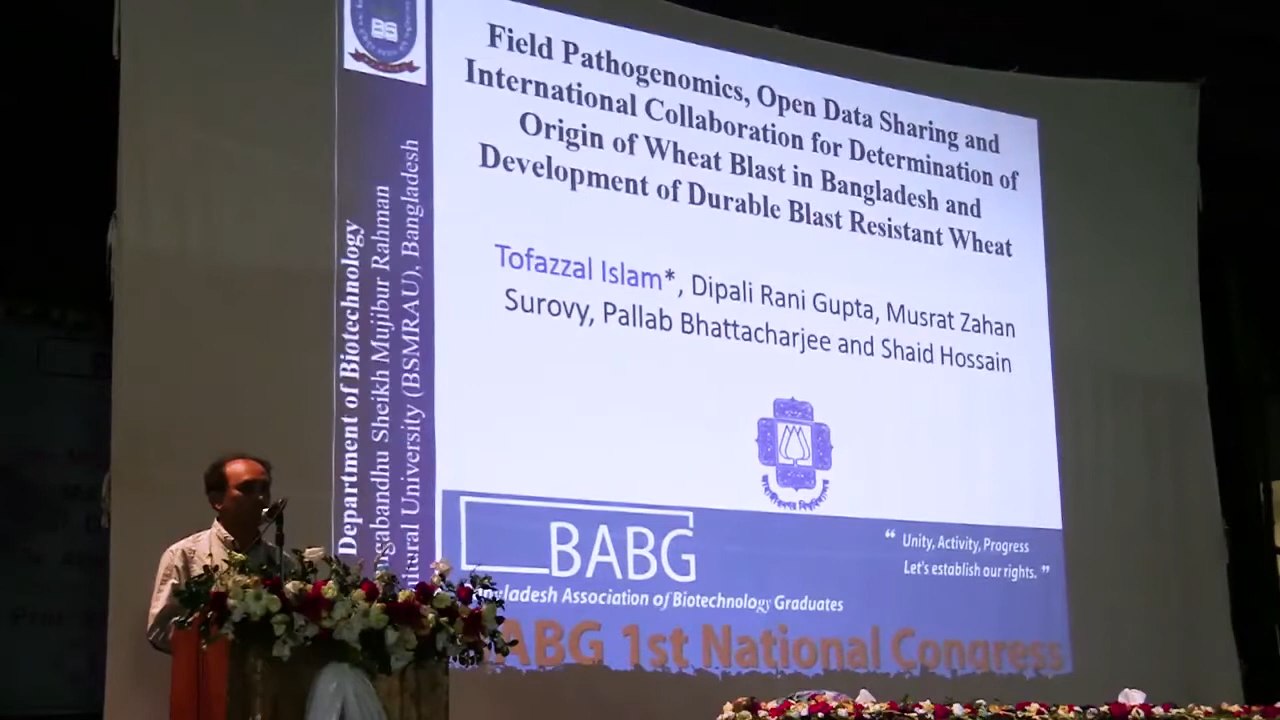 Field Pathogenomics, Open Data Sharing and
International Collaboration for Determination of
Origin of Wheat Blast in Bangladesh and
Development of Durable Blast Resistant Wheat
Tofazzal Islam*, Dipali Rani Gupta, Musrat Zahan
Surovy, Pallab Bhattacharjee and Shaid Hossain
Department of Biotechnology
ngabandhu Sheikh Mujibur Rahman
ultural University (BSMRAU), Bangladesh
BABG
ngladesh Association of Biotechnology Graduates
“ Unity, Activity, Progress
Let's establish our rights. ”
ABG 1st National Congress